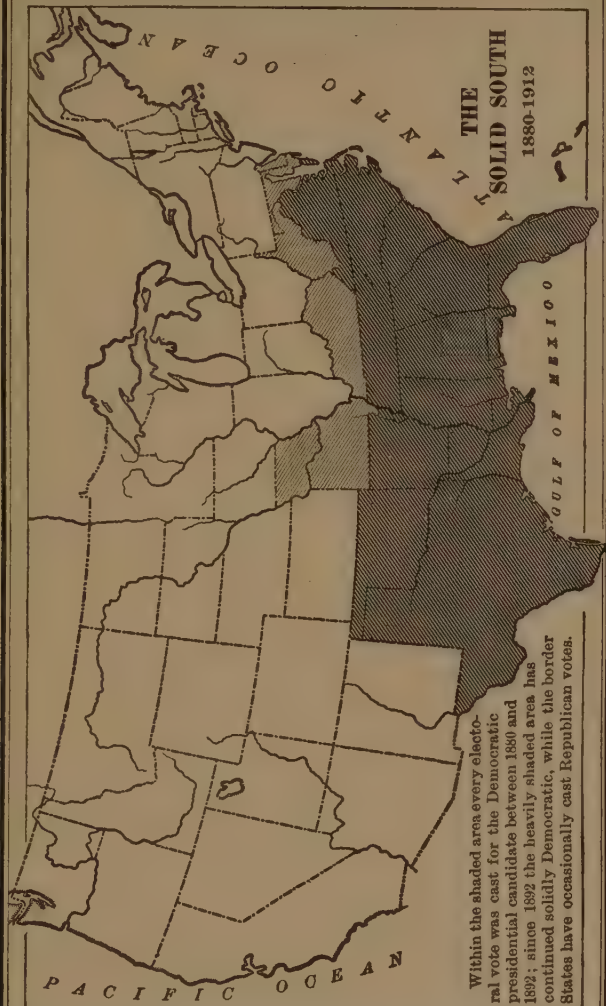 THE
SOLID SOUTH
1880-1912
ATLANTIC OCEAN
GULF OF MEXICO
PACIFIC OCEAN
Within the shaded area every electo-
ral vote was cast for the Democratic
presidential candidate between 1880 and
1892; since 1892 the heavily shaded area has
continued solidly Democratic, while the border
States have occasionally cast Republican votes.